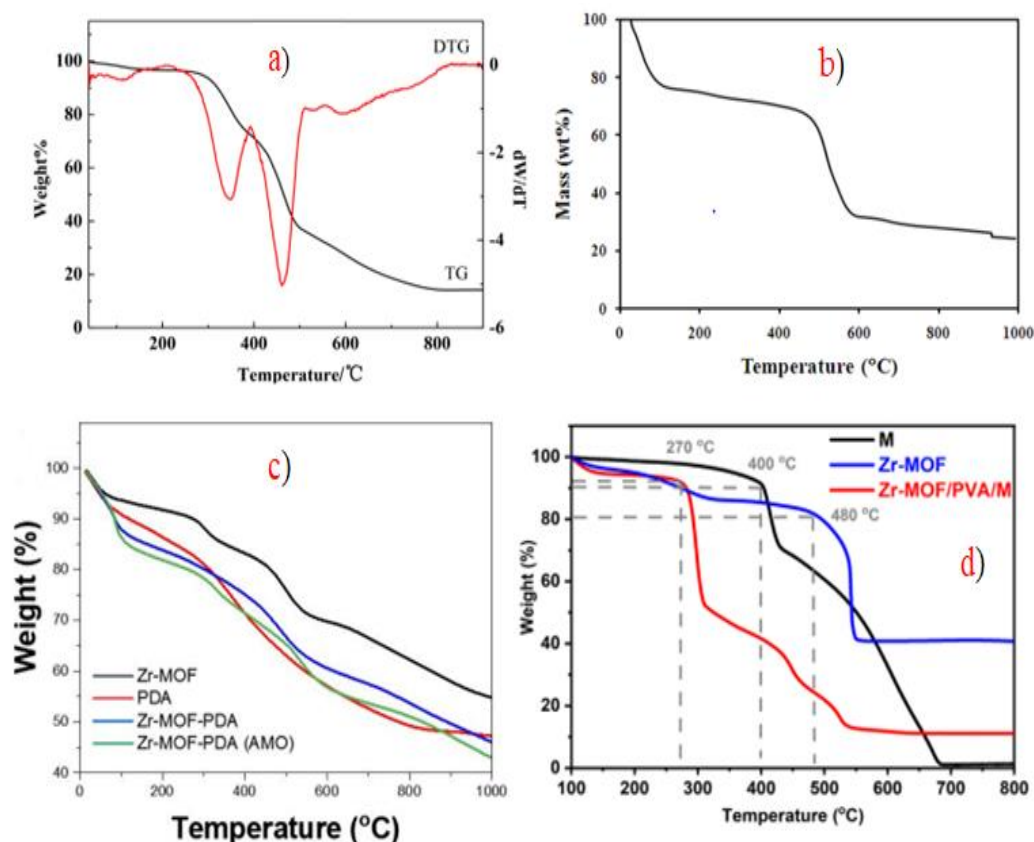 a)
DTG
TG
100
80
60
40
20
0
Weight%
0
-2
-4
-6
dW/dT
200
400
600
800
Temperature/℃
b)
100
80
60
40
20
0
Mass (wt%)
0
200
400
600
800
1000
Temperature (°C)
c)
100
90
80
70
60
50
40
Weight (%)
Zr-MOF
PDA
Zr-MOF-PDA
Zr-MOF-PDA (AMO)
0
200
400
600
800
1000
Temperature (°C)
d)
M
Zr-MOF
Zr-MOF/PVA/M
270 °C
400 °C
480 °C
100
80
60
40
20
0
Weight (%)
100
200
300
400
500
600
700
800
Temperature (°C)